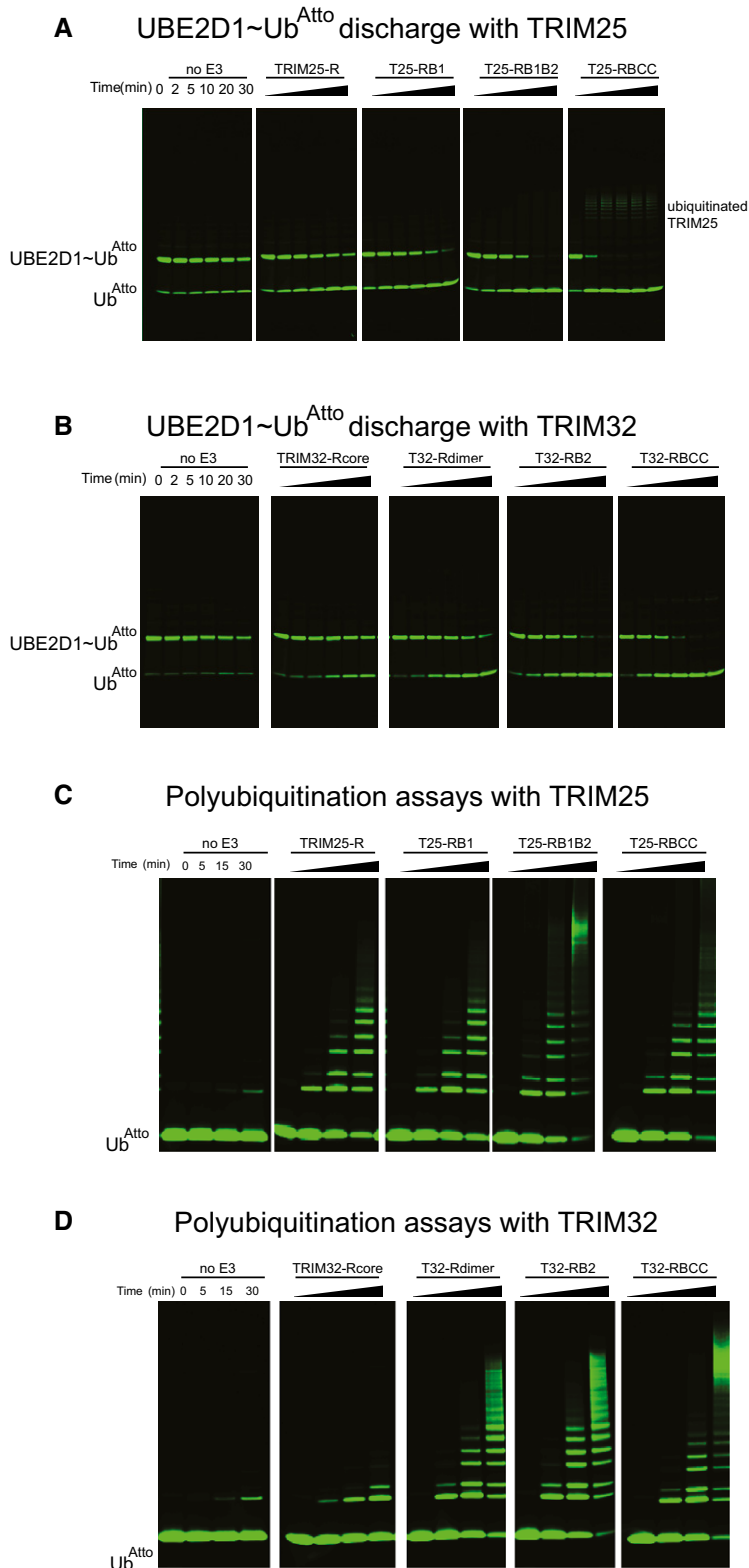 A UBE2D1~Ub^Atto discharge with TRIM25
no E3 TRIM25-R T25-RB1 T25-RB1B2 T25-RBCC
Time(min) 0 2 5 10 20 30
ubiquitinated
TRIM25
UBE2D1~Ub^Atto
Ub^Atto
B UBE2D1~Ub^Atto discharge with TRIM32
no E3 TRIM32-Rcore T32-Rdimer T32-RB2 T32-RBCC
Time(min) 0 2 5 10 20 30
UBE2D1~Ub^Atto
Ub^Atto
C Polyubiquitination assays with TRIM25
no E3 TRIM25-R T25-RB1 T25-RB1B2 T25-RBCC
Time (min) 0 5 15 30
Ub^Atto
D Polyubiquitination assays with TRIM32
no E3 TRIM32-Rcore T32-Rdimer T32-RB2 T32-RBCC
Time (min) 0 5 15 30
Ub^Atto